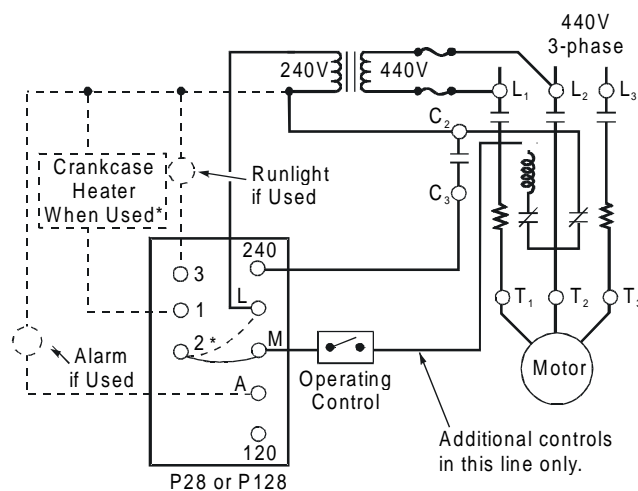 440V
3-phase
240V
440V
L1
L2
L3
C2
C3
Crankcase
Heater
When Used*
Runlight
if Used
240
3
L
1
2*
M
A
120
Alarm
if Used
Operating
Control
T1
T2
T3
Motor
Additional controls
in this line only.
P28 or P128